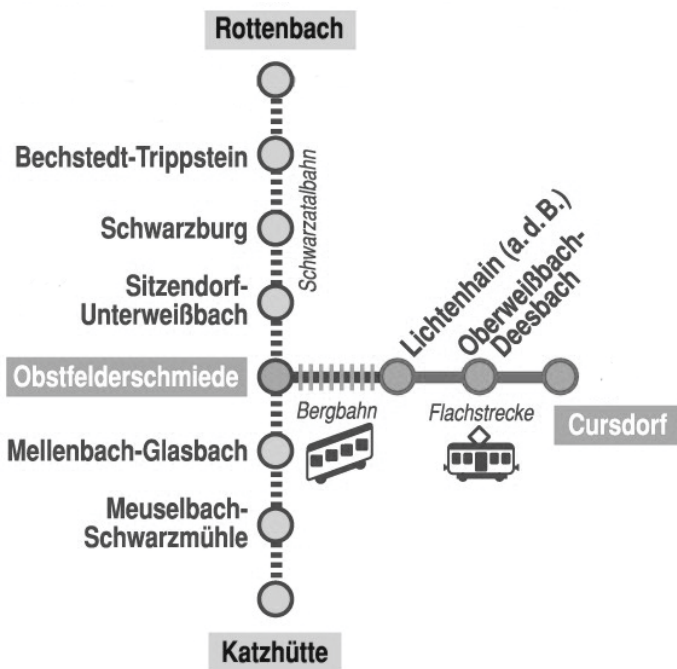 Rottenbach
Bechstedt-Trippstein
Schwarzatalbahn
Schwarzburg
Sitzendorf-
Unterweißbach
Lichtenhain (a. d. B.)
Oberweißbach-
Deesbach
Obstfelderschmiede
Bergbahn
Flachstrecke
Cursdorf
Mellenbach-Glasbach
Meuselbach-
Schwarzmühle
Katzhütte